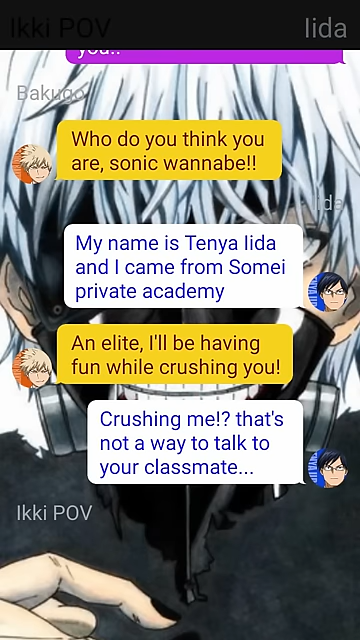 Ikki POV
Iida
you..
Bakugo
Who do you think you
are, sonic wannabe!!
Iida
My name is Tenya Iida
and I came from Somei
private academy
An elite, I'll be having
fun while crushing you!
Crushing me!? that's
not a way to talk to
your classmate...
Ikki POV